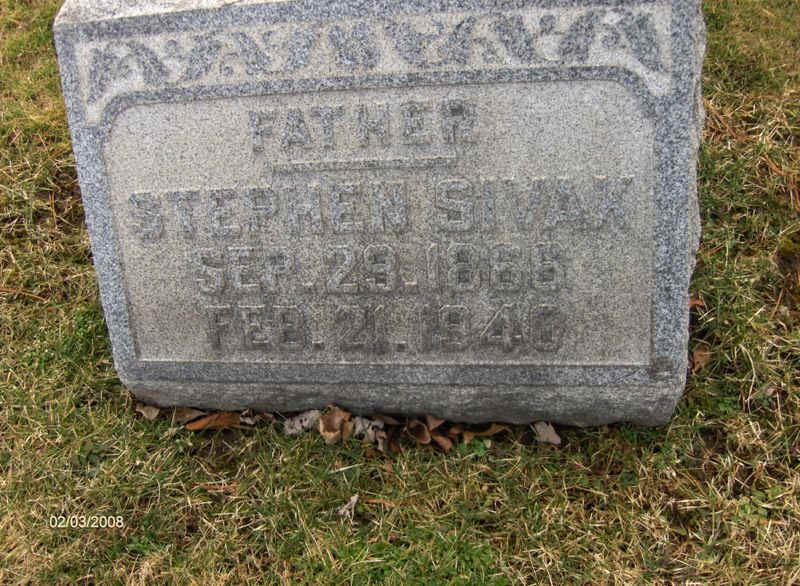 FATHER
STEPHEN SIVAK
SEP. 29. 1866
FEB. 21. 1940
02/03/2008